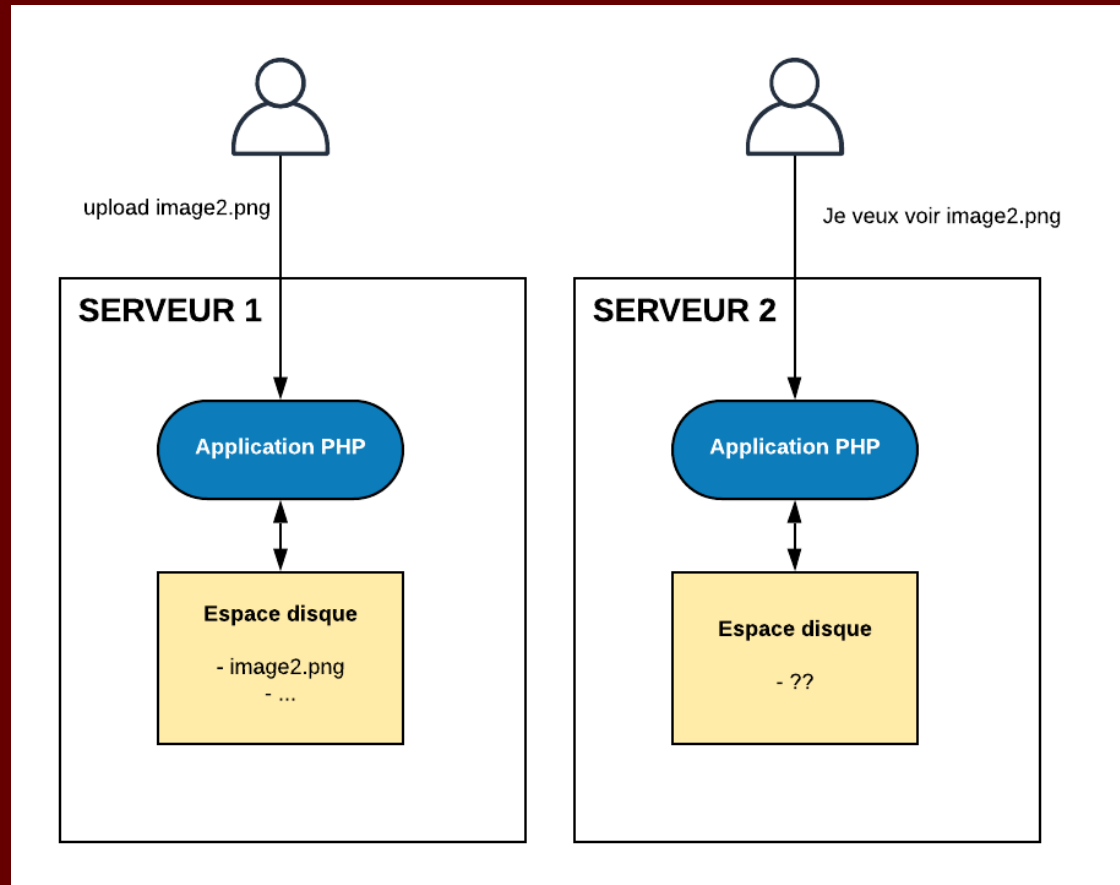 upload image2.png
Je veux voir image2.png
SERVEUR 1
SERVEUR 2
Application PHP
Application PHP
Espace disque
- image2.png
- ...
Espace disque
- ??